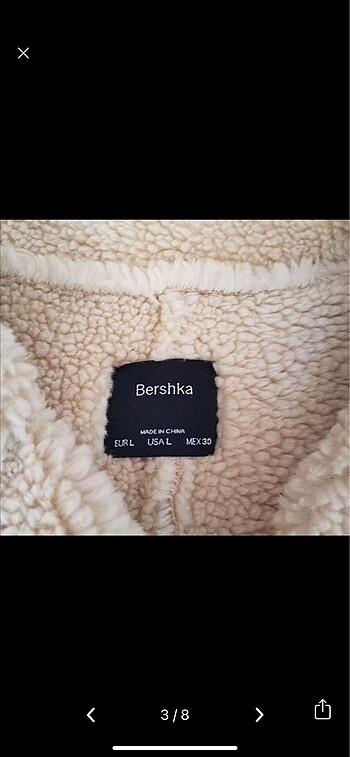 Bershka
MADE IN CHINA
EUR L USA L MEX 30
3/8